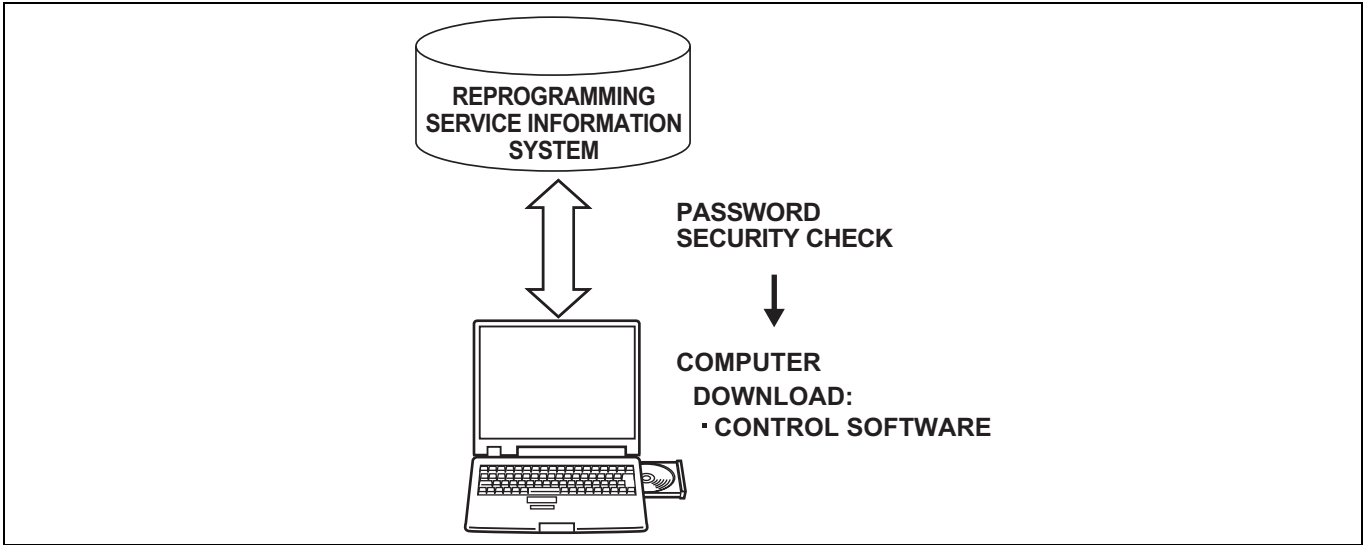 REPROGRAMMING
SERVICE INFORMATION
SYSTEM
PASSWORD
SECURITY CHECK
COMPUTER
DOWNLOAD:
・CONTROL SOFTWARE